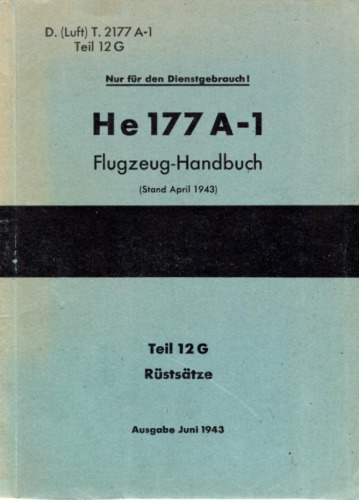 D. (Luft) T. 2177 A-1
Teil 12 G
Nur für den Dienstgebrauch!
He 177 A-1
Flugzeug-Handbuch
(Stand April 1943)
Teil 12 G
Rüstsätze
Ausgabe Juni 1943